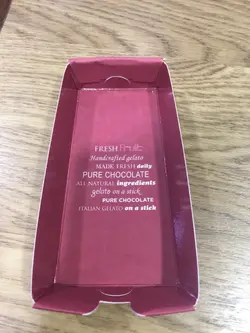 FRESH Fruit
Handcrafted gelato
MADE FRESH daily
PURE CHOCOLATE
ALL NATURAL ingredients
gelato on a stick
PURE CHOCOLATE
ITALIAN GELATO on a stick